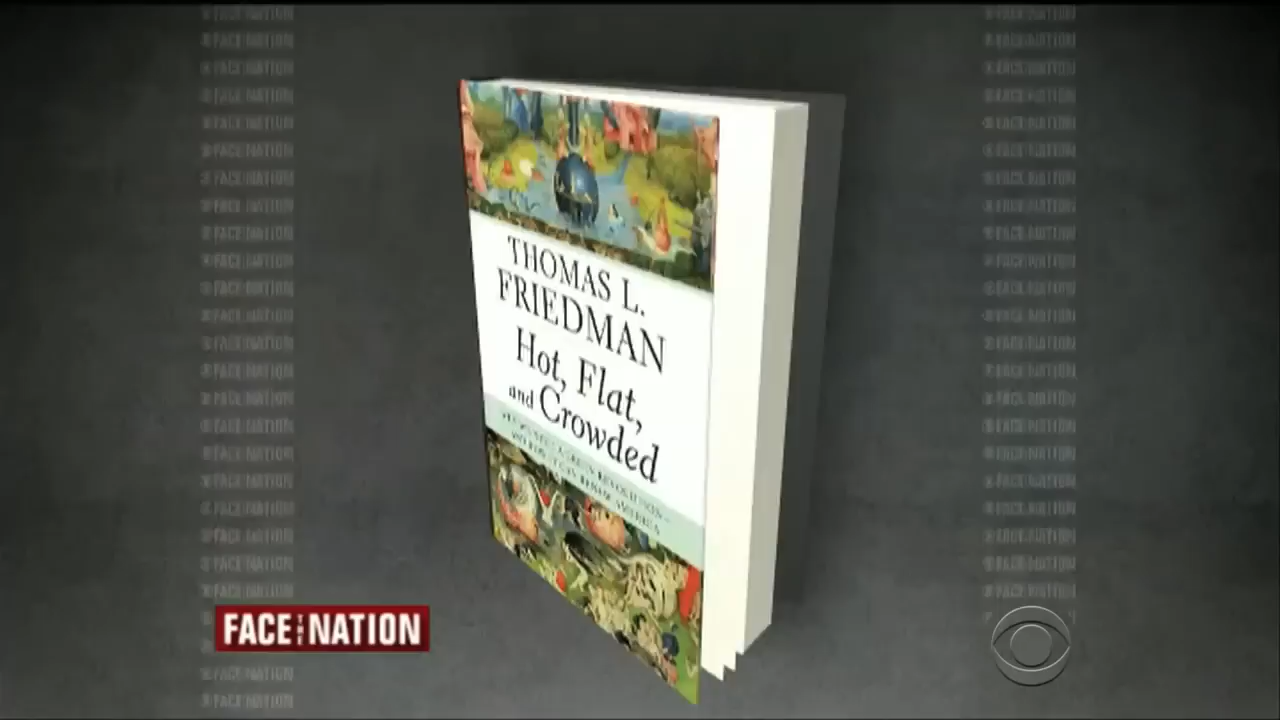 THOMAS L.
FRIEDMAN
Hot, Flat,
and Crowded
FACE THE NATION